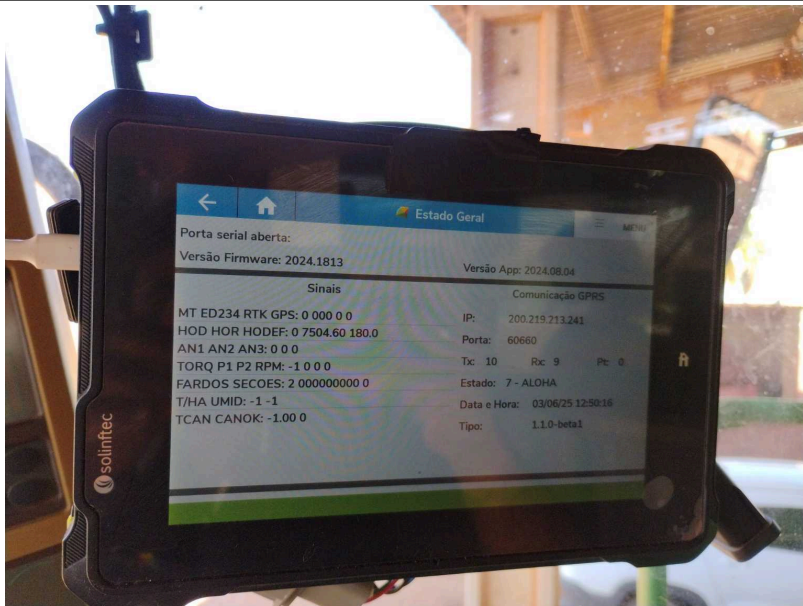 Estado Geral
MENU
Porta serial aberta:
Versão Firmware: 2024.1813
Versão App: 2024.08.04
Sinais
MT ED234 RTK GPS: 0 000 0 0
HOD HOR HODEF: 0 7504.60 180.0
AN1 AN2 AN3: 0 0 0
TORQ P1 P2 RPM: -1 0 0 0
FARDOS SECOES: 2 000000000 0
T/HA UMID: -1 -1
TCAN CANOK: -1.00 0
Comunicação GPRS
IP: 200.219.213.241
Porta: 60660
Tx: 10 Rx: 9 Pt: 0
Estado: 7 - ALOHA
Data e Hora: 03/06/25 12:50:16
Tipo: 1.1.0-beta1
solinftec